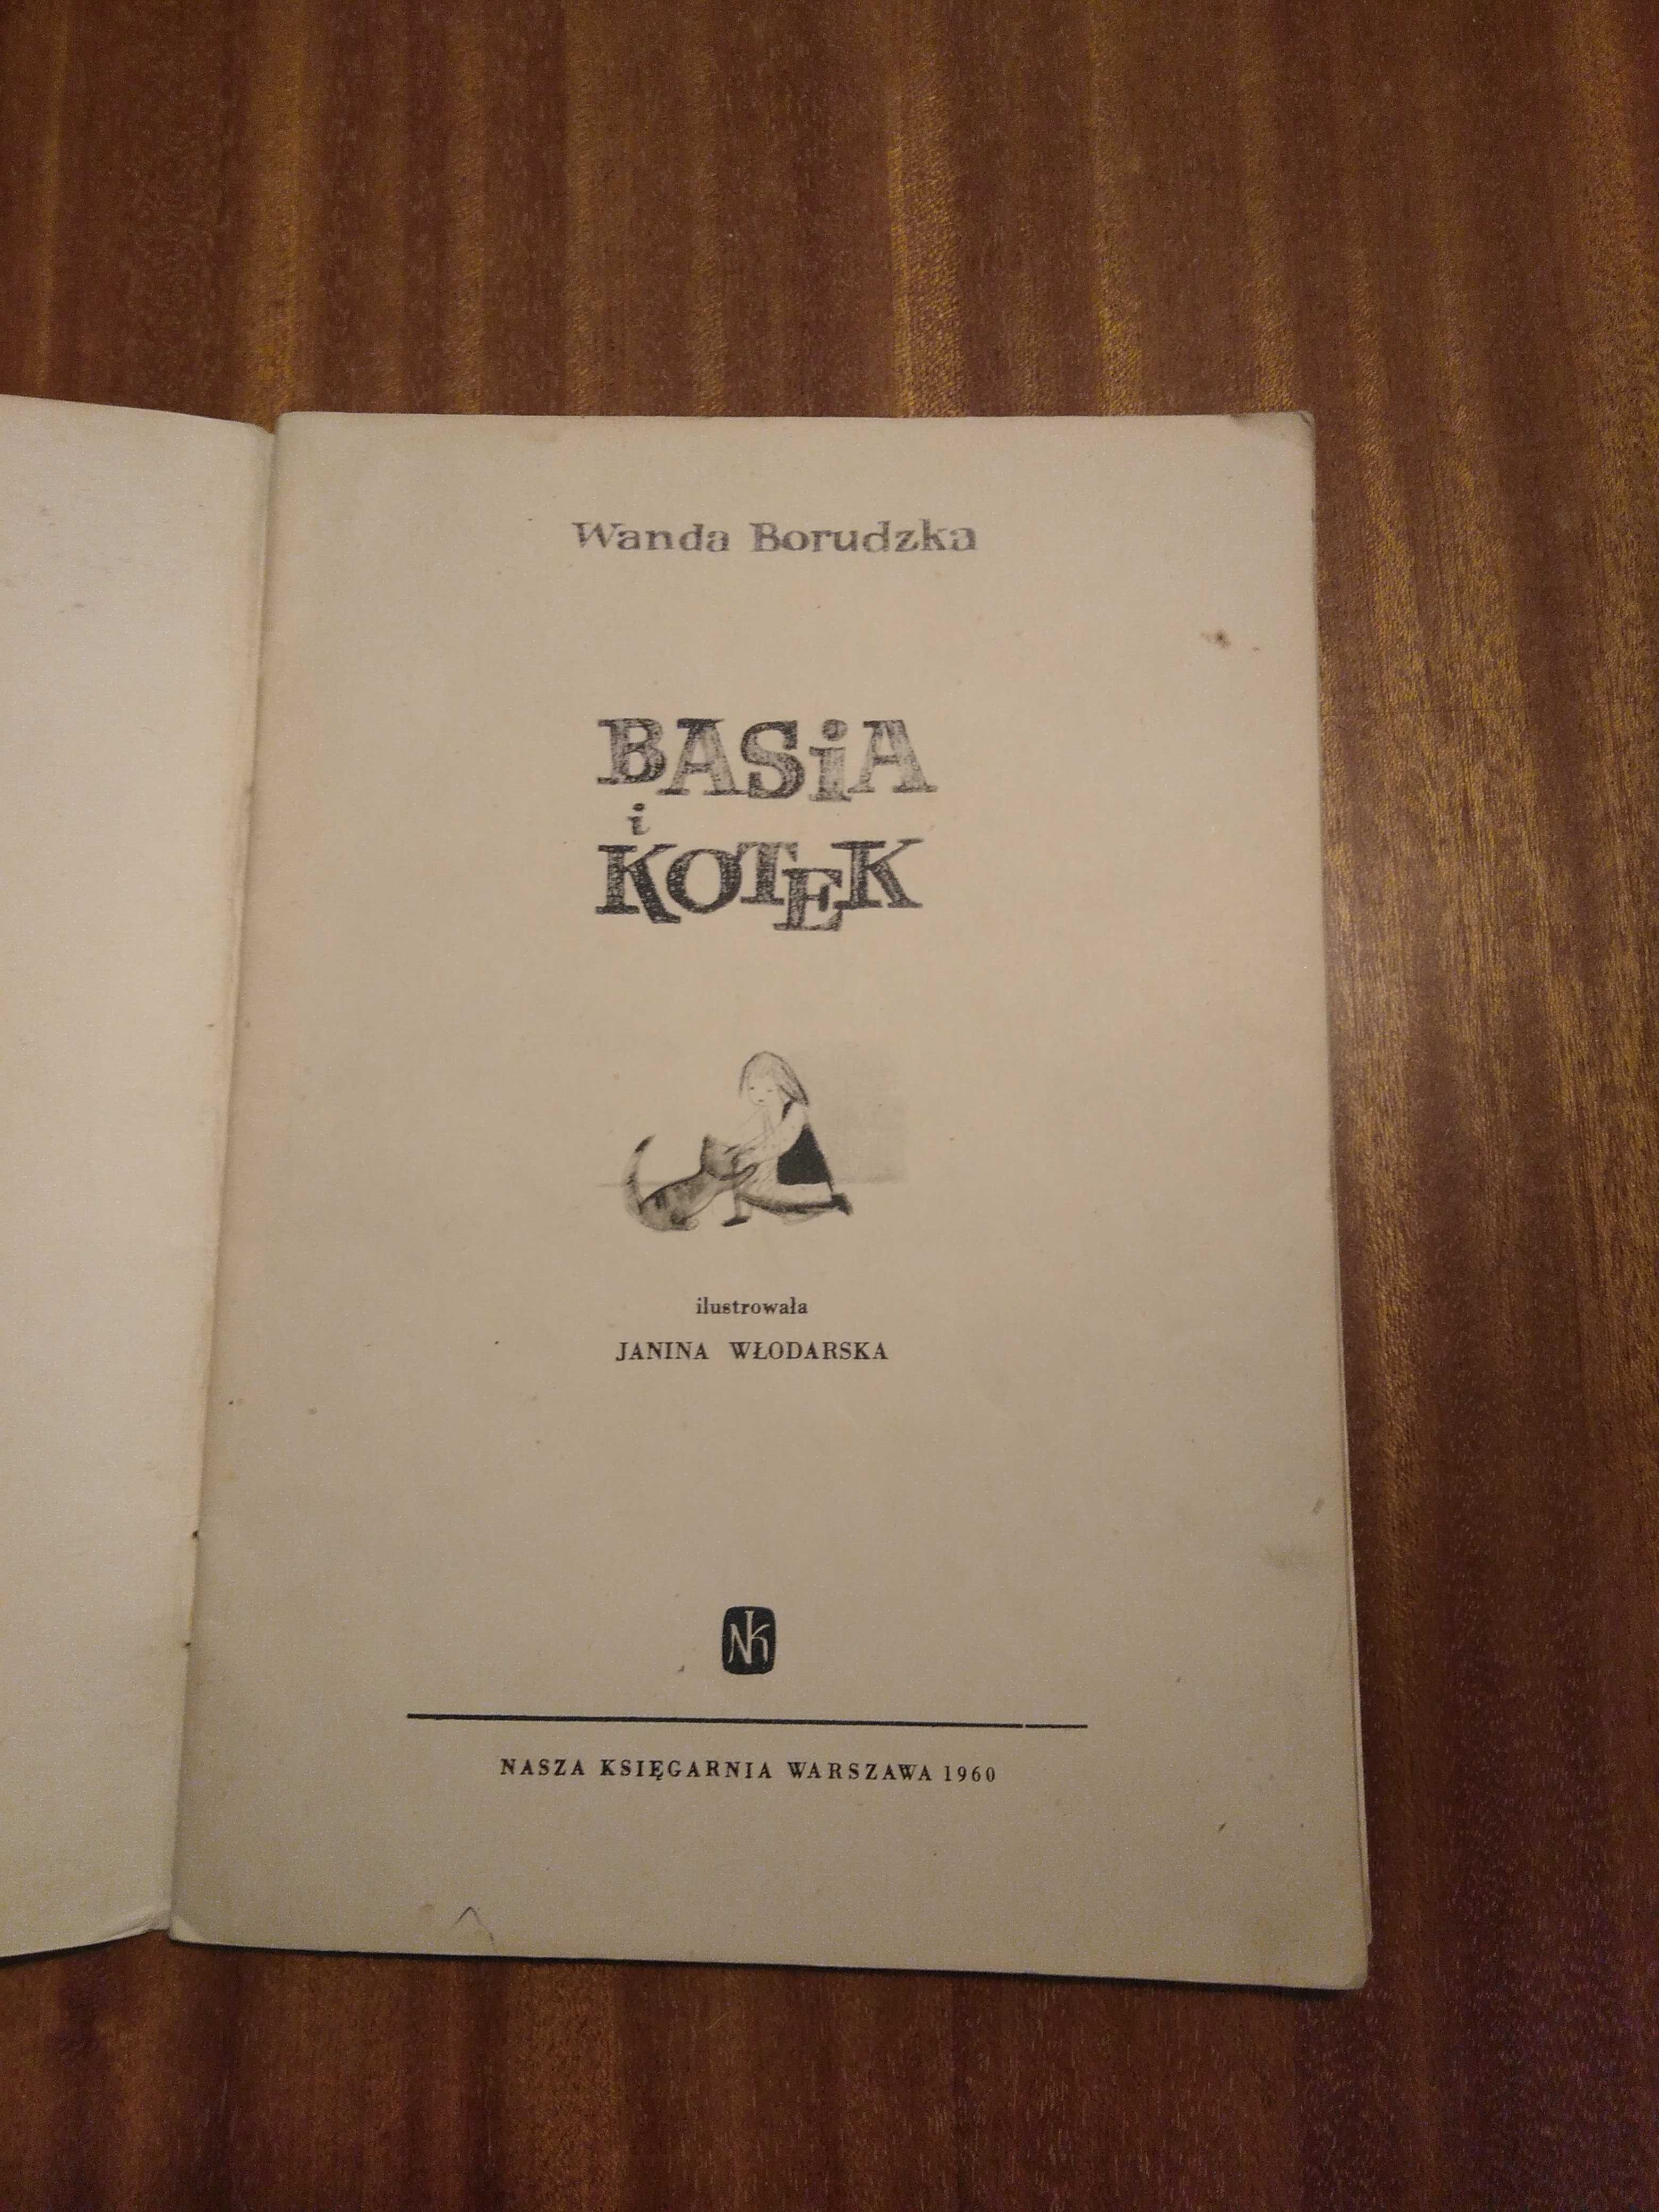 Wanda Borudzka
BASiA
i
KOTEK
ilustrowała
JANINA WŁODARSKA
NK
NASZA KSIĘGARNIA WARSZAWA 1960